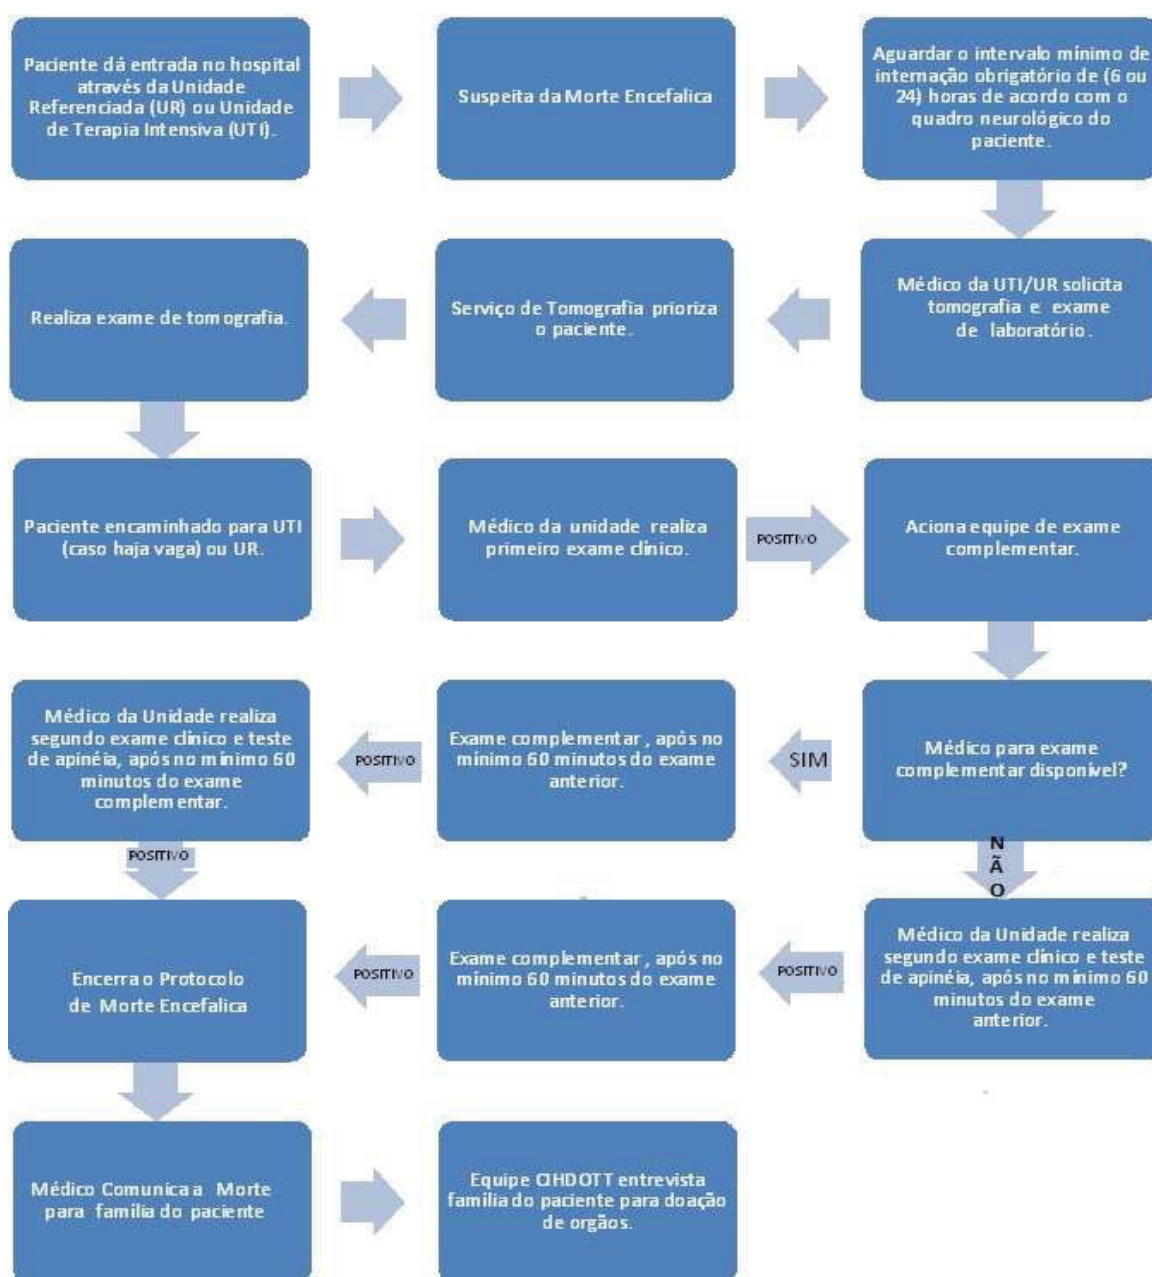 Paciente dá entrada no hospital
através da Unidade
Referenciada (UR) ou Unidade
de Terapia Intensiva (UTI).
Suspeita da Morte Encefalica
Aguardar o intervalo mínimo de
internação obrigatório de (6 ou
24) horas de acordo com o
quadro neurológico do
paciente.
Médico da UTI/UR solicita
tomografia e exame
de laboratório.
Serviço de Tomografia prioriza
o paciente.
Realiza exame de tomografia.
Paciente encaminhado para UTI
(caso haja vaga) ou UR.
Médico da unidade realiza
primeiro exame clínico.
POSITIVO
Aciona equipe de exame
complementar.
Médico para exame
complementar disponível?
SIM
Exame complementar, após no
mínimo 60 minutos do exame
anterior.
POSITIVO
Médico da Unidade realiza
segundo exame clínico e teste
de apinéia, após no mínimo 60
minutos do exame
complementar.
POSITIVO
NÃO
Médico da Unidade realiza
segundo exame clínico e teste
de apinéia, após no mínimo 60
minutos do exame
anterior.
POSITIVO
Exame complementar, após no
mínimo 60 minutos do exame
anterior.
POSITIVO
Encerra o Protocolo
de Morte Encefalica
Médico Comunica a Morte
para família do paciente
Equipe CIHDOTT entrevista
família do paciente para doação
de orgãos.